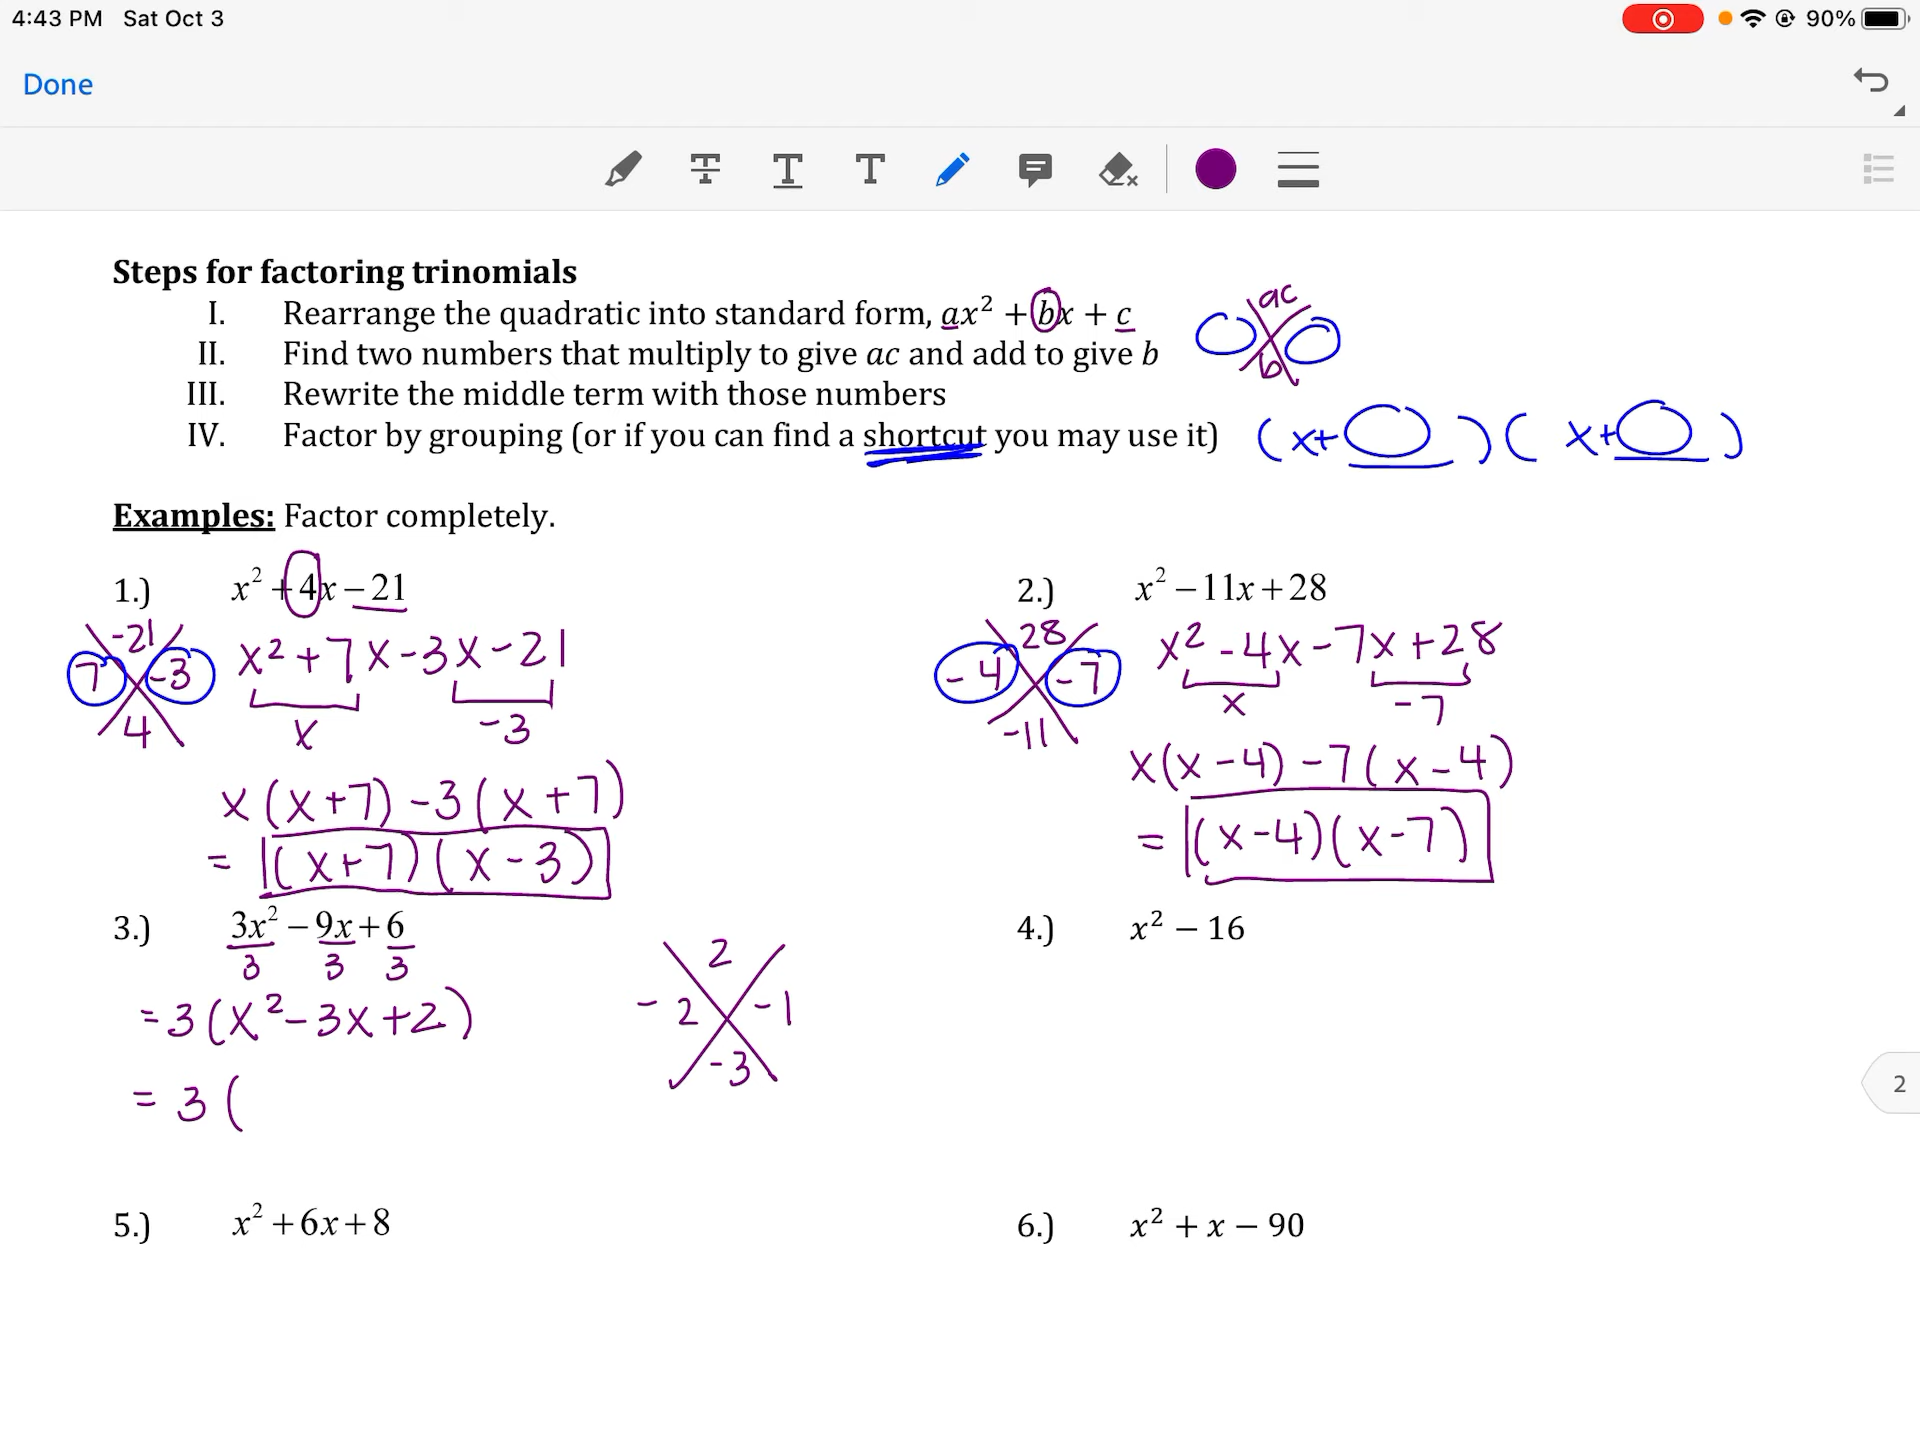 4:43 PM Sat Oct 3
90%
Done
Steps for factoring trinomials
I. Rearrange the quadratic into standard form, ax² + bx + c
II. Find two numbers that multiply to give ac and add to give b
III. Rewrite the middle term with those numbers
IV. Factor by grouping (or if you can find a shortcut you may use it)
ac
b
(x+ )( x+ )
Examples: Factor completely.
1.) x² + 4x − 21
-21
7 -3
4
x² + 7x - 3x - 21
x -3
x(x+7) -3(x+7)
= (x+7)(x-3)
2.) x² − 11x + 28
28
-4 -7
-11
x² - 4x - 7x + 28
x -7
x(x-4) -7(x-4)
= (x-4)(x-7)
3.) 3x² − 9x + 6
3 3 3
= 3(x² - 3x + 2)
= 3(
2
-2 -1
-3
4.) x² − 16
2
5.) x² + 6x + 8
6.) x² + x − 90